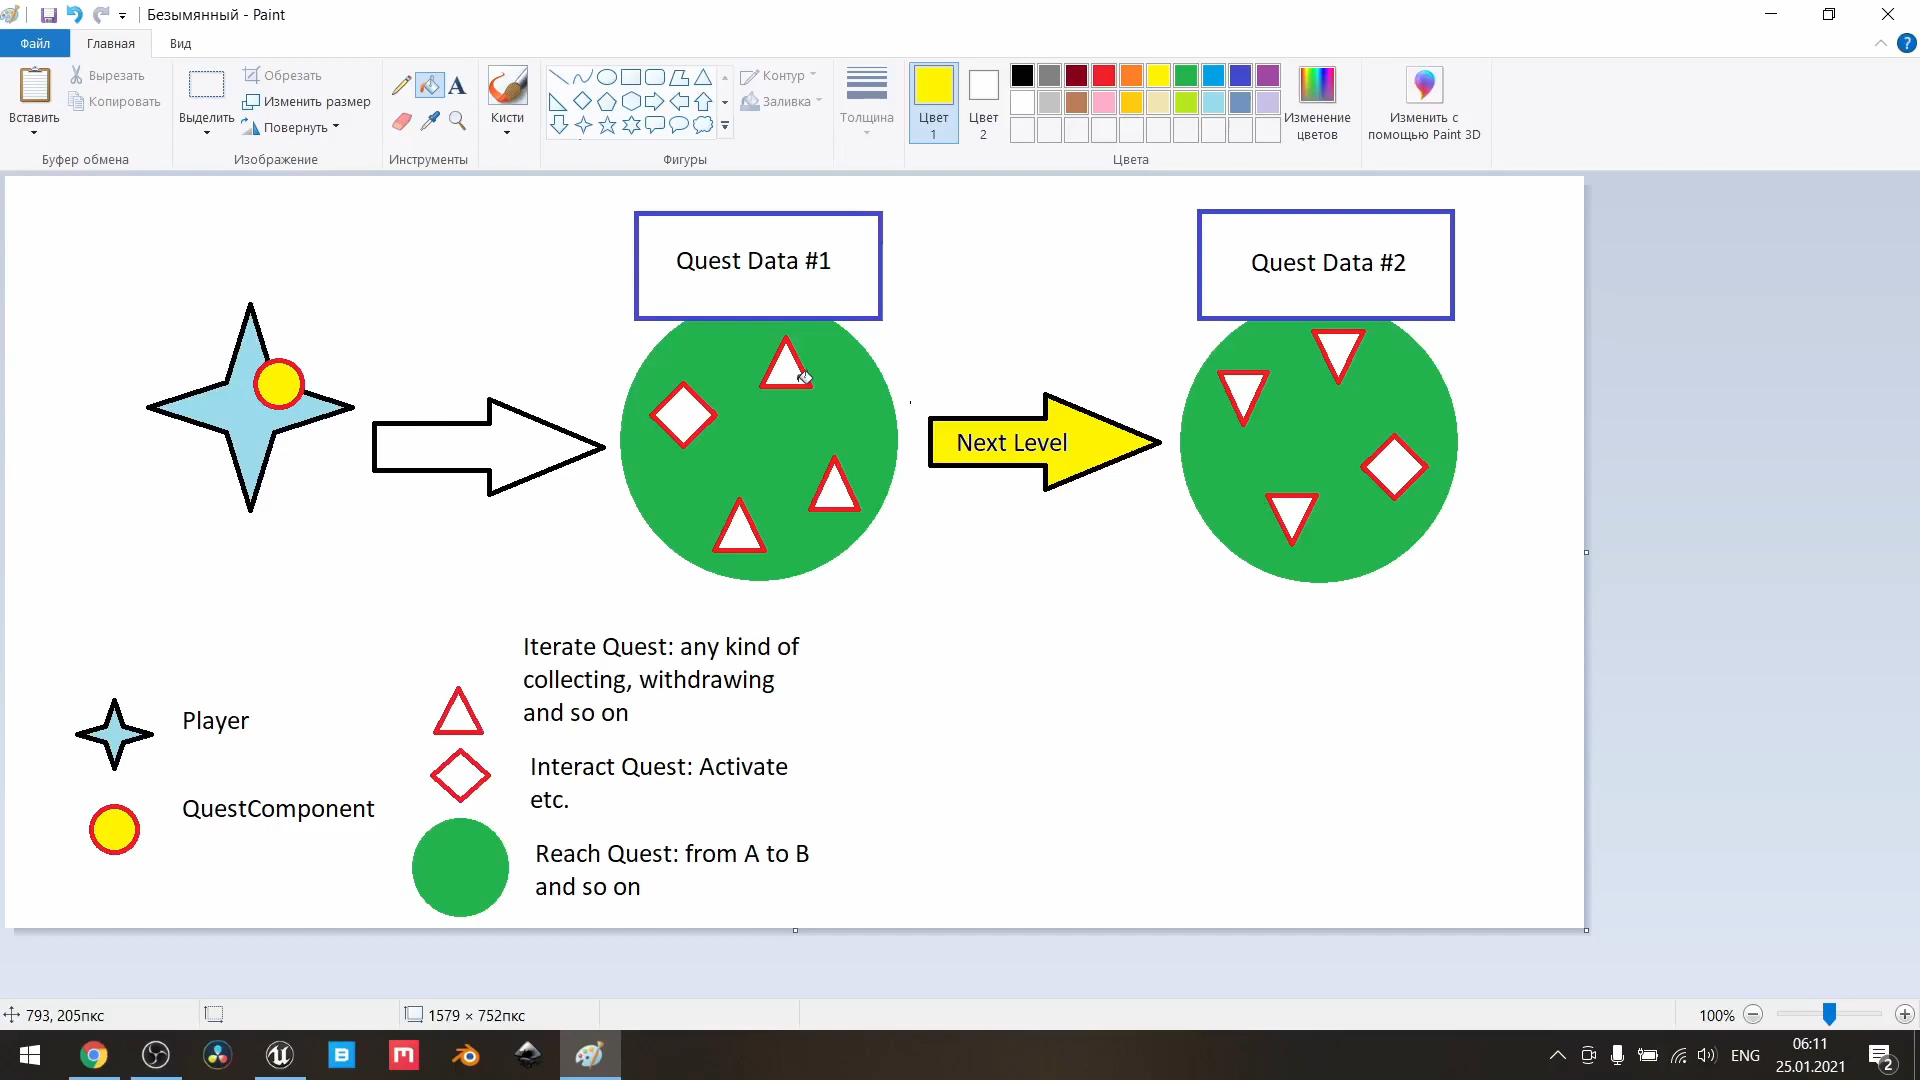 Безымянный - Paint
Файл
Главная
Вид
?
Вставить
Вырезать
Копировать
Буфер обмена
Выделить
Обрезать
Изменить размер
Повернуть
Изображение
A
Инструменты
Кисти
Контур
Заливка
Фигуры
Толщина
Цвет
1
Цвет
2
Изменение
цветов
Цвета
Изменить с
помощью Paint 3D
Quest Data #1
Quest Data #2
Next Level
Iterate Quest: any kind of
collecting, withdrawing
and so on
Player
Interact Quest: Activate
etc.
QuestComponent
Reach Quest: from A to B
and so on
793, 205пкс
1579 × 752пкс
100%
B
m
ENG
06:11
25.01.2021
2